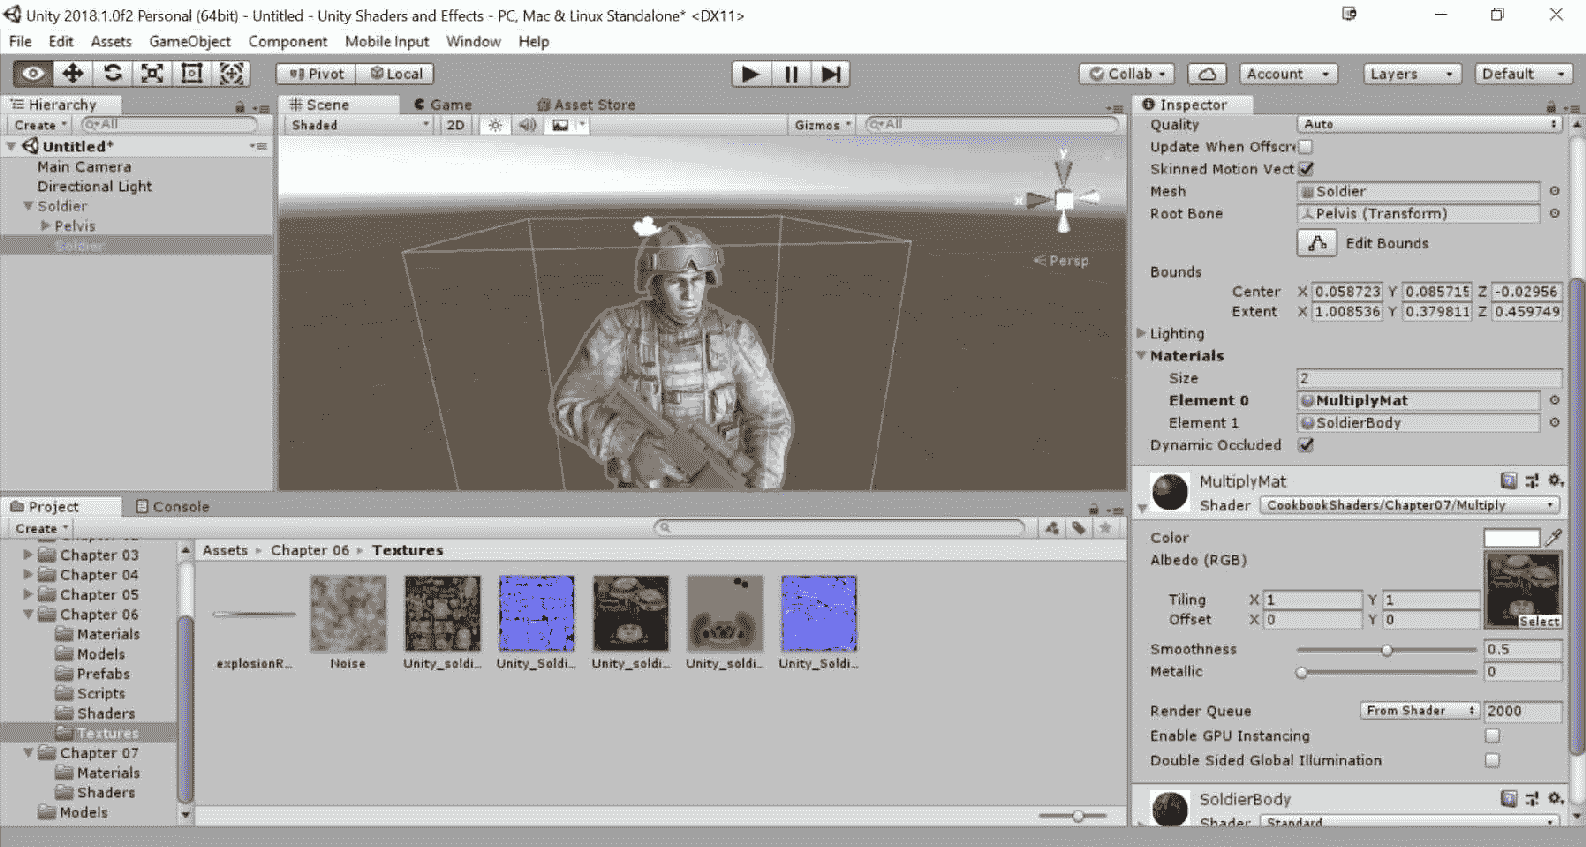 Unity 2018.1.0f2 Personal (64bit) - Untitled - Unity Shaders and Effects - PC, Mac & Linux Standalone* <DX11>
File Edit Assets GameObject Component Mobile Input Window Help
Pivot Local Collab Account Layers Default
Hierarchy
Create All
Untitled*
Main Camera
Directional Light
Soldier
Pelvis
Soldier
Scene Game Asset Store
Shaded 2D Gizmos All
y
x
Persp
Inspector
Quality Auto
Update When Offscre
Skinned Motion Vect
Mesh Soldier
Root Bone Pelvis (Transform)
Edit Bounds
Bounds
Center X 0.058723 Y 0.085715 Z -0.02956
Extent X 1.008536 Y 0.379811 Z 0.459749
Lighting
Materials
Size 2
Element 0 MultiplyMat
Element 1 SoldierBody
Dynamic Occluded
MultiplyMat
Shader CookbookShaders/Chapter07/Multiply
Color
Albedo (RGB)
Tiling X 1 Y 1
Offset X 0 Y 0
Select
Smoothness 0.5
Metallic 0
Render Queue From Shader 2000
Enable GPU Instancing
Double Sided Global Illumination
SoldierBody
Shader Standard
Project Console
Create
Chapter 03
Chapter 04
Chapter 05
Chapter 06
Materials
Models
Prefabs
Scripts
Shaders
Textures
Chapter 07
Materials
Shaders
Models
Assets Chapter 06 Textures
explosionR... Noise Unity_soldi... Unity_Soldi... Unity_soldi... Unity_soldi... Unity_Soldi...